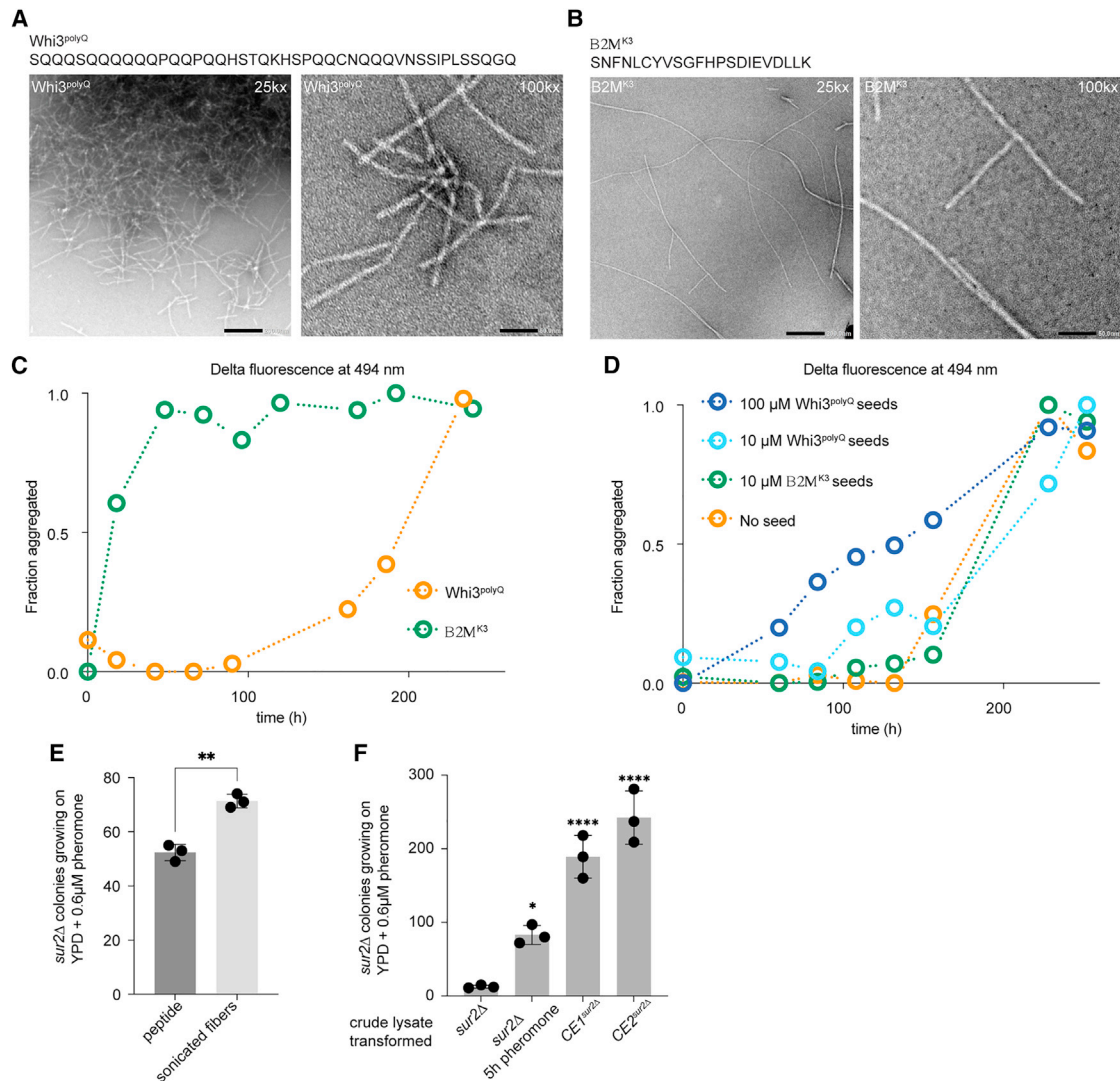 A
Whi3polyQ
SQQQSQQQQQQPQQPQQHSTQKHSPQQCNQQQVNSSIPLSSQGQ
Whi3polyQ
25kx
Whi3polyQ
100kx
B
B2MK3
SNFNLCYVSGFHPSDIEVDLLK
B2MK3
25kx
B2MK3
100kx
50.0nm
C
Delta fluorescence at 494 nm
Fraction aggregated
1.0
0.5
0.0
0
100
200
time (h)
Whi3polyQ
B2MK3
D
Delta fluorescence at 494 nm
100 µM Whi3polyQ seeds
10 µM Whi3polyQ seeds
10 µM B2MK3 seeds
No seed
Fraction aggregated
1.0
0.5
0.0
0
100
200
time (h)
E
sur2Δ colonies growing on
YPD + 0.6µM pheromone
80
60
40
20
0
**
peptide
sonicated fibers
F
sur2Δ colonies growing on
YPD + 0.6µM pheromone
300
200
100
0
*
****
****
crude lysate
transformed
sur2Δ
sur2Δ
5h pheromone
CE1sur2Δ
CE2sur2Δ